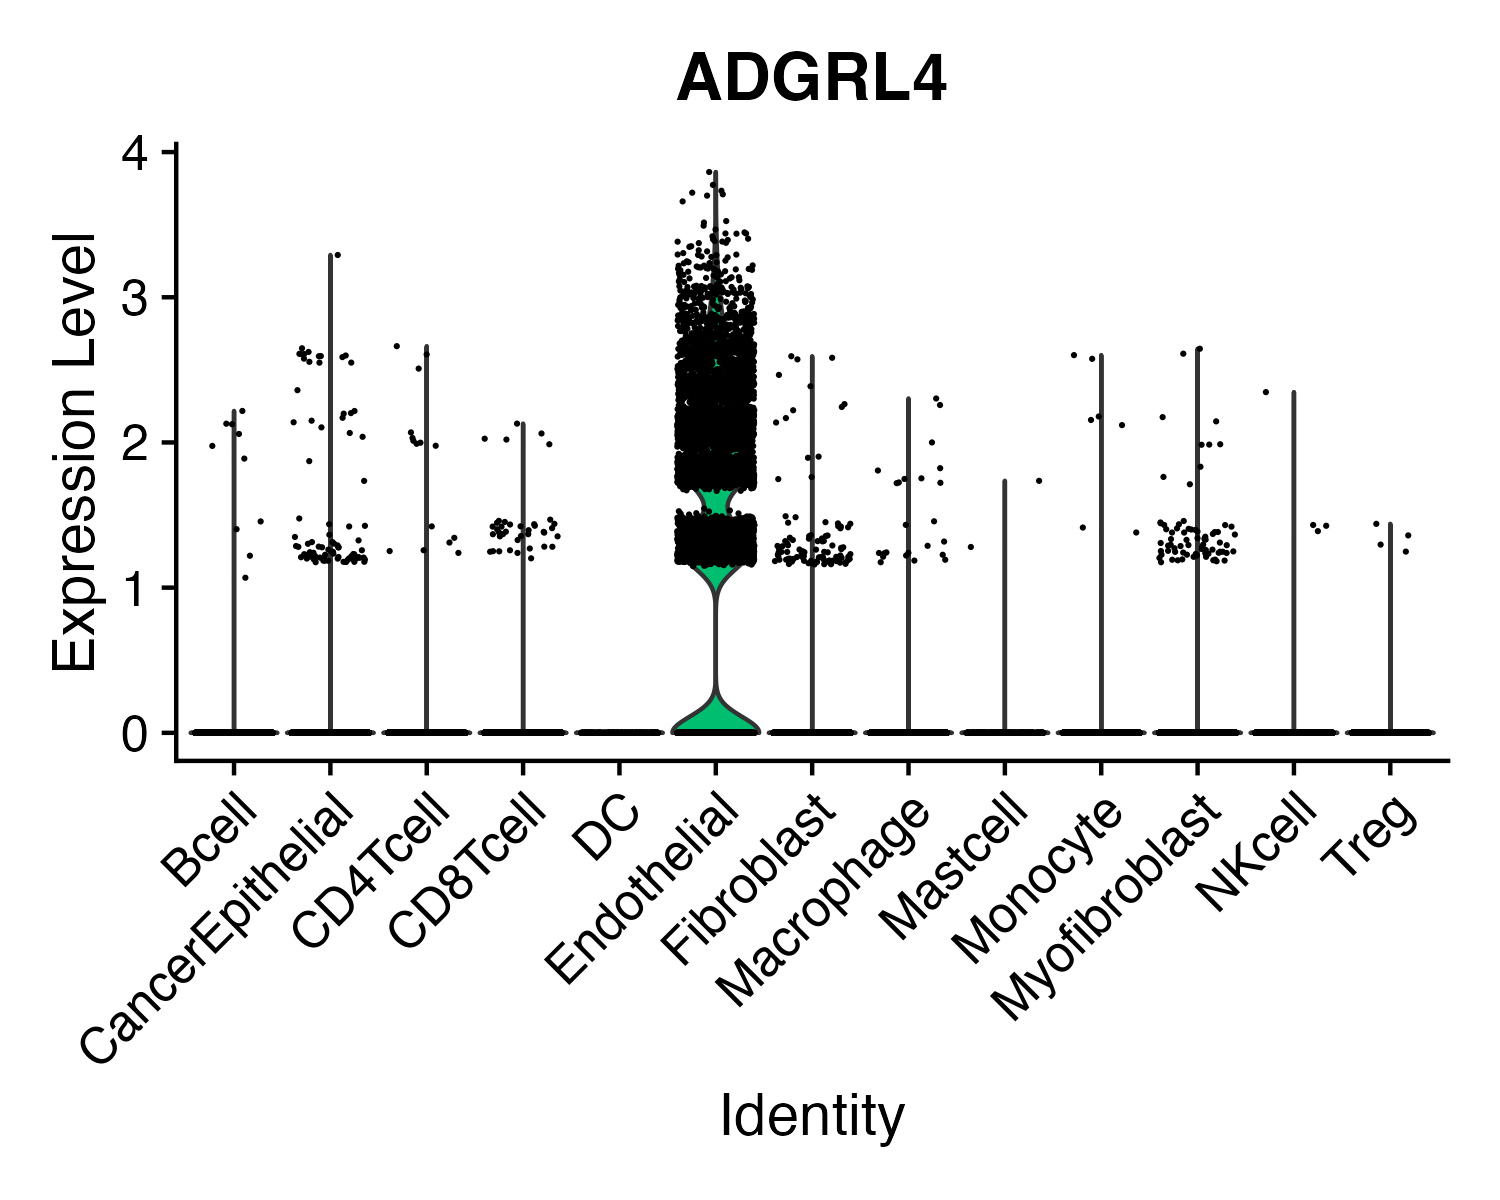 ADGRL4
Expression Level
4
3
2
1
0
Bcell
CancerEpithelial
CD4Tcell
CD8Tcell
DC
Endothelial
Fibroblast
Macrophage
Mastcell
Monocyte
Myofibroblast
NKcell
Treg
Identity